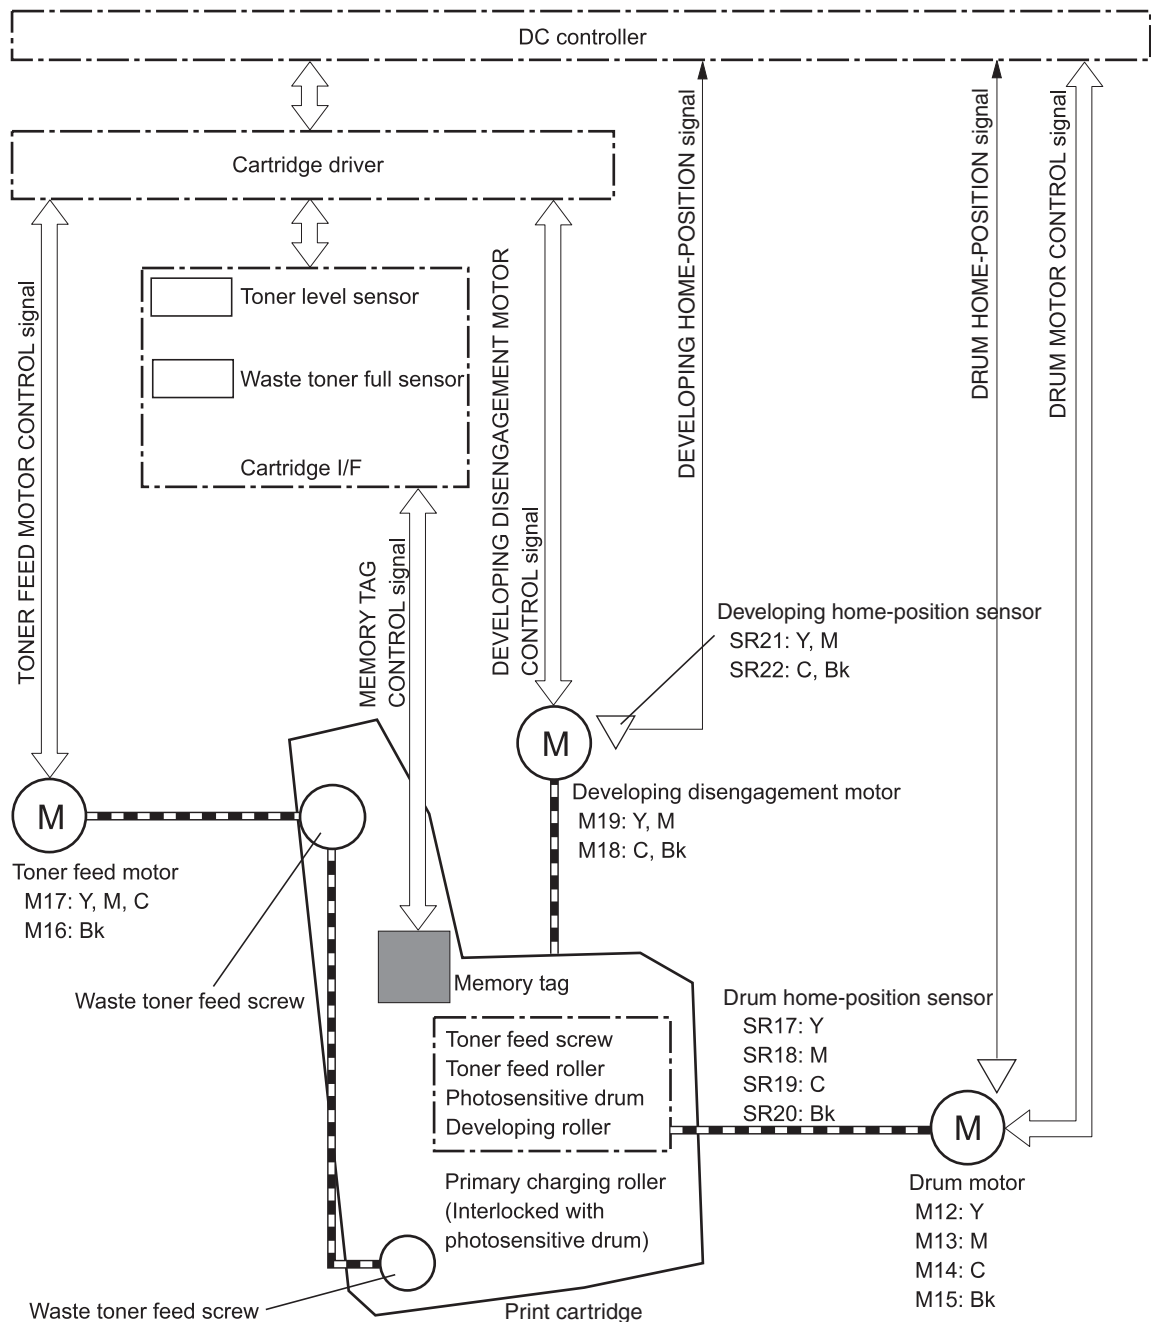 DC controller
Cartridge driver
TONER FEED MOTOR CONTROL signal
Toner level sensor
Waste toner full sensor
Cartridge I/F
MEMORY TAG
CONTROL signal
DEVELOPING DISENGAGEMENT MOTOR
CONTROL signal
DEVELOPING HOME-POSITION signal
DRUM HOME-POSITION signal
DRUM MOTOR CONTROL signal
Developing home-position sensor
SR21: Y, M
SR22: C, Bk
M
Developing disengagement motor
M19: Y, M
M18: C, Bk
M
Toner feed motor
M17: Y, M, C
M16: Bk
Waste toner feed screw
Memory tag
Toner feed screw
Toner feed roller
Photosensitive drum
Developing roller
Primary charging roller
(Interlocked with
photosensitive drum)
Drum home-position sensor
SR17: Y
SR18: M
SR19: C
SR20: Bk
M
Drum motor
M12: Y
M13: M
M14: C
M15: Bk
Waste toner feed screw
Print cartridge